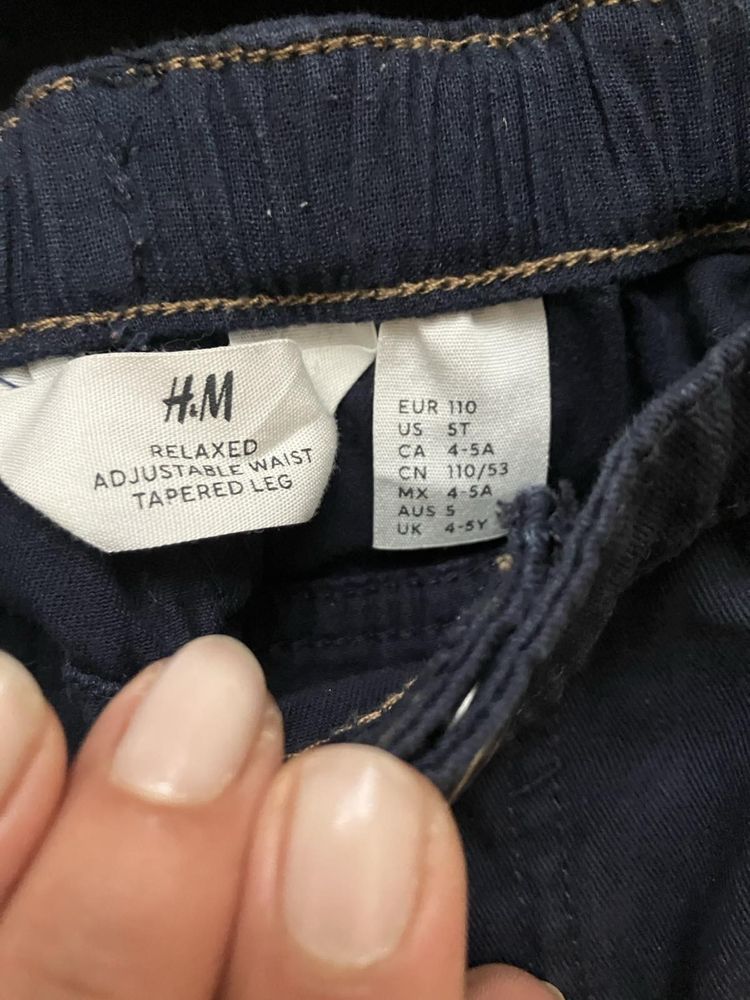 H&M
RELAXED
ADJUSTABLE WAIST
TAPERED LEG
EUR 110
US 5T
CA 4-5A
CN 110/53
MX 4-5A
AUS 5
UK 4-5Y